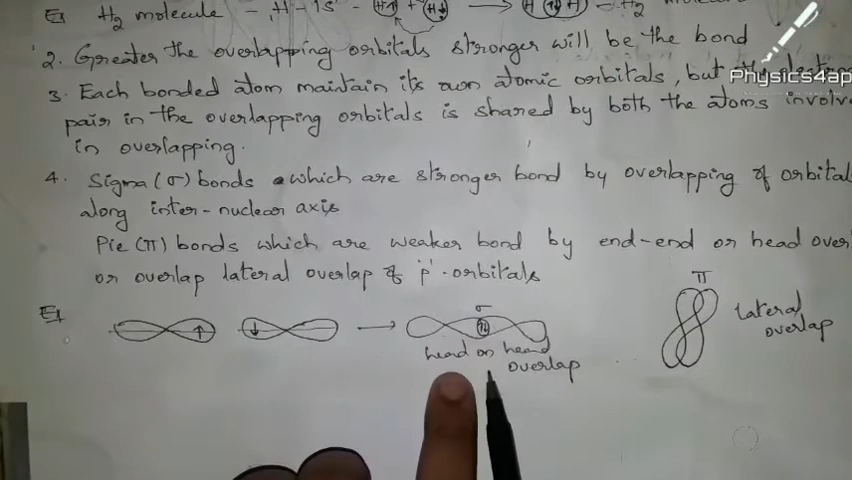 Eg H2 molecule - 1H - 1s' - H↑ + H↓ → H ↑↓ H - H2
2. Greater the overlapping orbitals stronger will be the bond
Physics4ap
3. Each bonded atom maintain its own atomic orbitals, but the
pair in the overlapping orbitals is shared by both the atoms involv
in overlapping.
4. Sigma (σ) bonds which are stronger bond by overlapping of orbital
along inter-nuclear axis
Pie (π) bonds which are weaker bond by end-end or head over
or overlap lateral overlap of 'p'-orbitals
Eg
σ
head on head
overlap
π
lateral
overlap